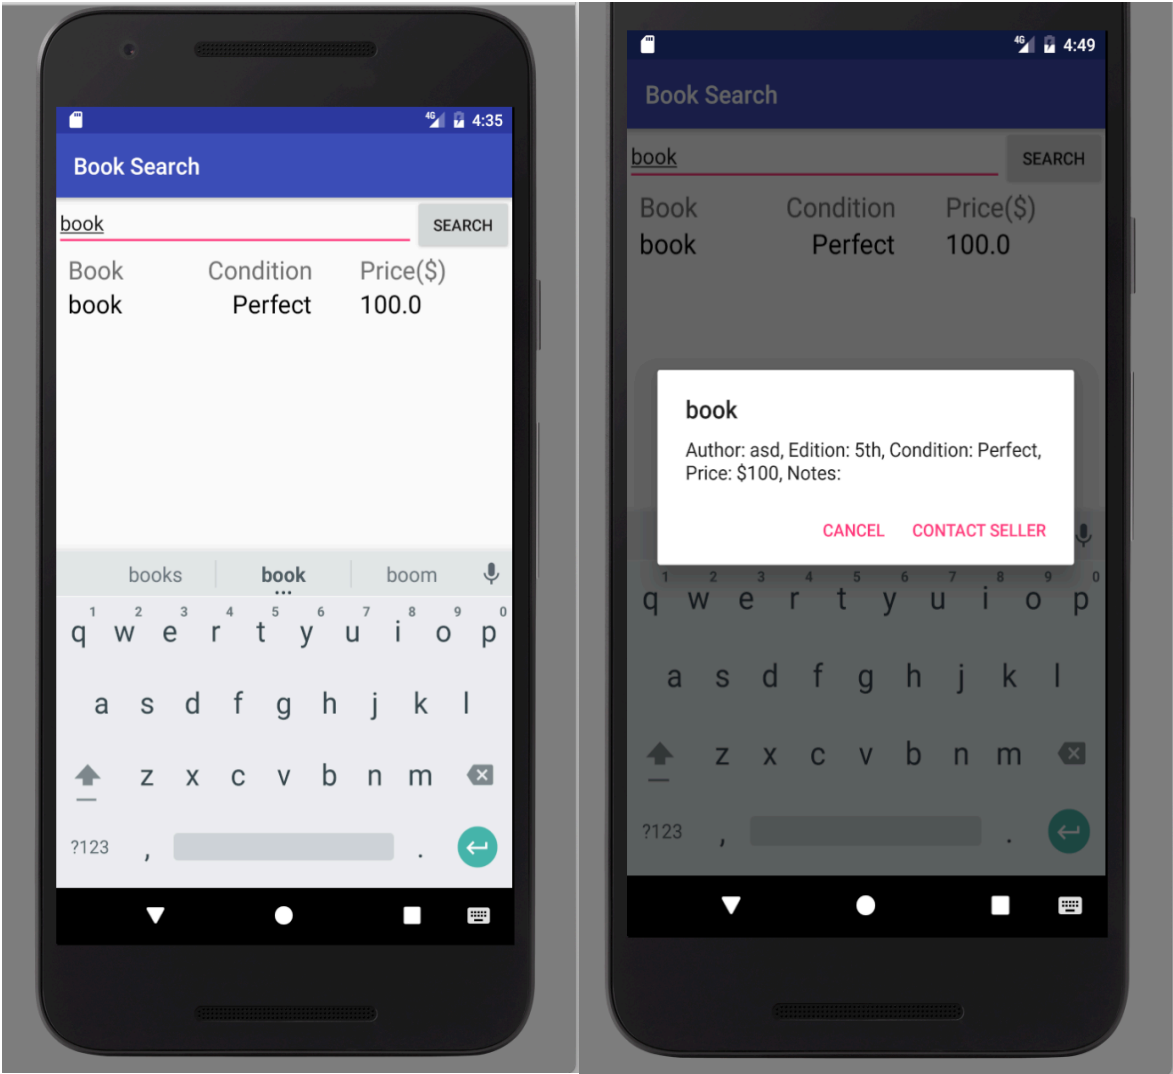 4G 4:35
Book Search
book SEARCH
Book Condition Price($)
book Perfect 100.0
books book boom
1 2 3 4 5 6 7 8 9 0
q w e r t y u i o p
a s d f g h j k l
z x c v b n m
?123 , .
4G 4:49
Book Search
book SEARCH
Book Condition Price($)
book Perfect 100.0
book
Author: asd, Edition: 5th, Condition: Perfect,
Price: $100, Notes:
CANCEL CONTACT SELLER
1 2 3 4 5 6 7 8 9 0
q w e r t y u i o p
a s d f g h j k l
z x c v b n m
?123 , .